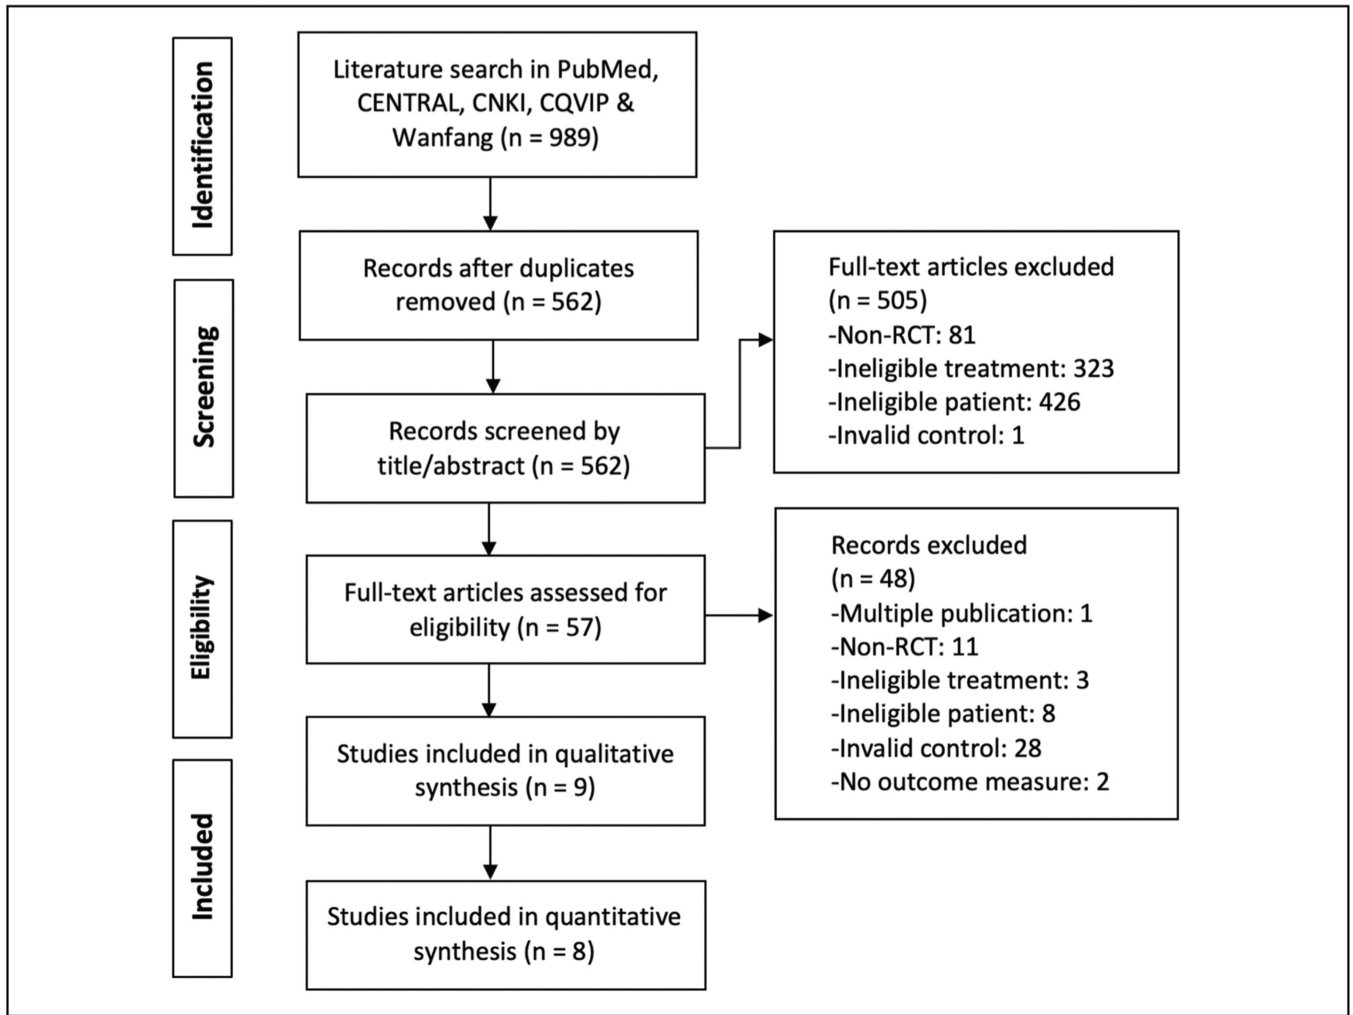 Identification
Literature search in PubMed,
CENTRAL, CNKI, CQVIP &
Wanfang (n = 989)
Records after duplicates
removed (n = 562)
Screening
Records screened by
title/abstract (n = 562)
Full-text articles excluded
(n = 505)
-Non-RCT: 81
-Ineligible treatment: 323
-Ineligible patient: 426
-Invalid control: 1
Eligibility
Full-text articles assessed for
eligibility (n = 57)
Records excluded
(n = 48)
-Multiple publication: 1
-Non-RCT: 11
-Ineligible treatment: 3
-Ineligible patient: 8
-Invalid control: 28
-No outcome measure: 2
Studies included in qualitative
synthesis (n = 9)
Included
Studies included in quantitative
synthesis (n = 8)